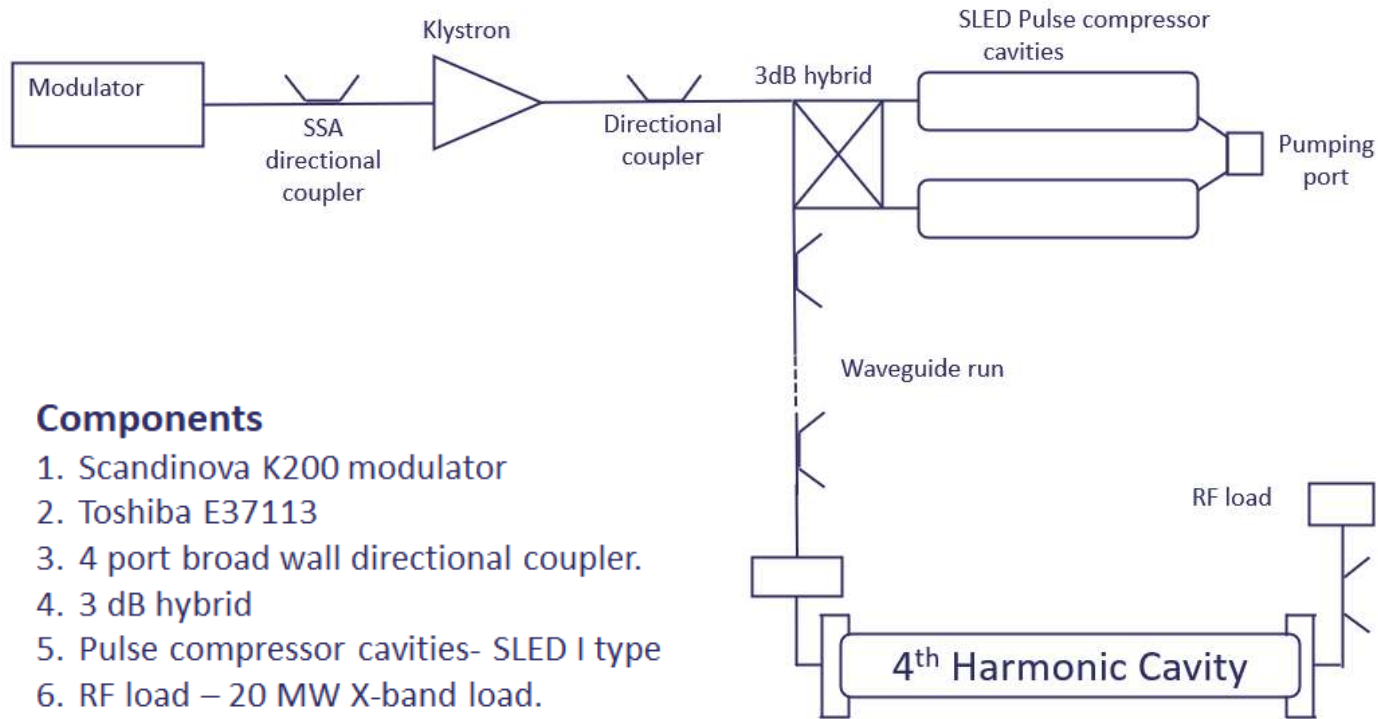 Klystron
SLED Pulse compressor
cavities
Modulator
3dB hybrid
SSA
directional
coupler
Directional
coupler
Pumping
port
Waveguide run
Components
1. Scandinova K200 modulator
2. Toshiba E37113
3. 4 port broad wall directional coupler.
4. 3 dB hybrid
5. Pulse compressor cavities- SLED I type
6. RF load – 20 MW X-band load.
RF load
4th Harmonic Cavity